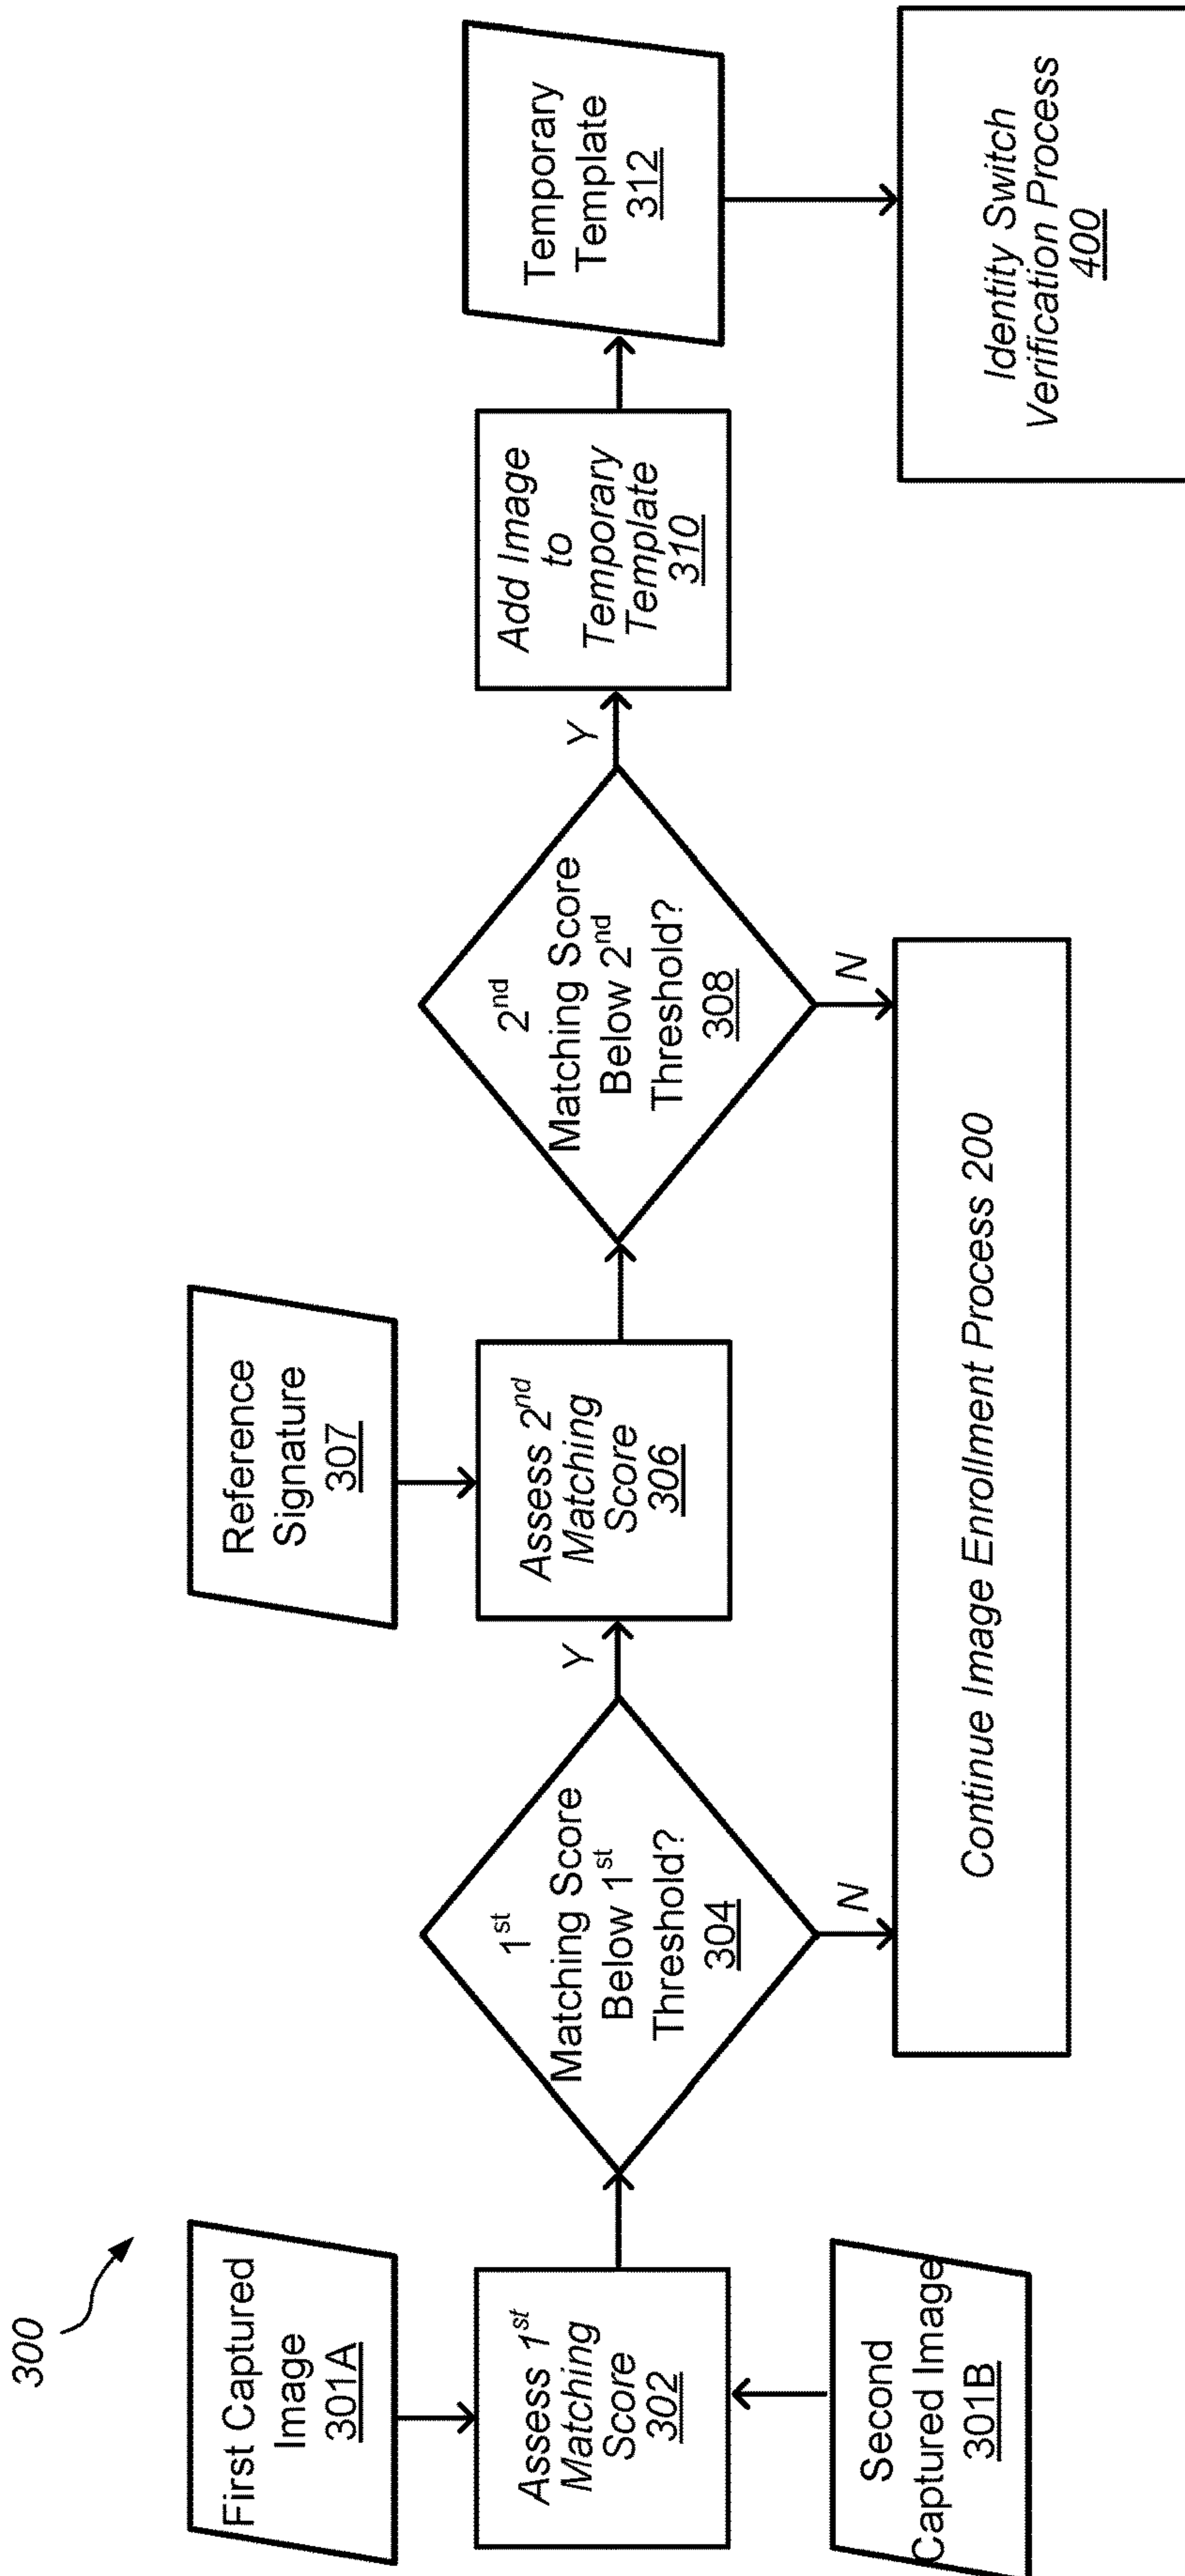 300
First Captured
Image
301A
Assess 1st
Matching
Score
302
Second
Captured Image
301B
1st
Matching Score
Below 1st
Threshold?
304
Y
N
Reference
Signature
307
Assess 2nd
Matching
Score
306
2nd
Matching Score
Below 2nd
Threshold?
308
Y
N
Continue Image Enrollment Process 200
Add Image
to
Temporary
Template
310
Temporary
Template
312
Identity Switch
Verification Process
400